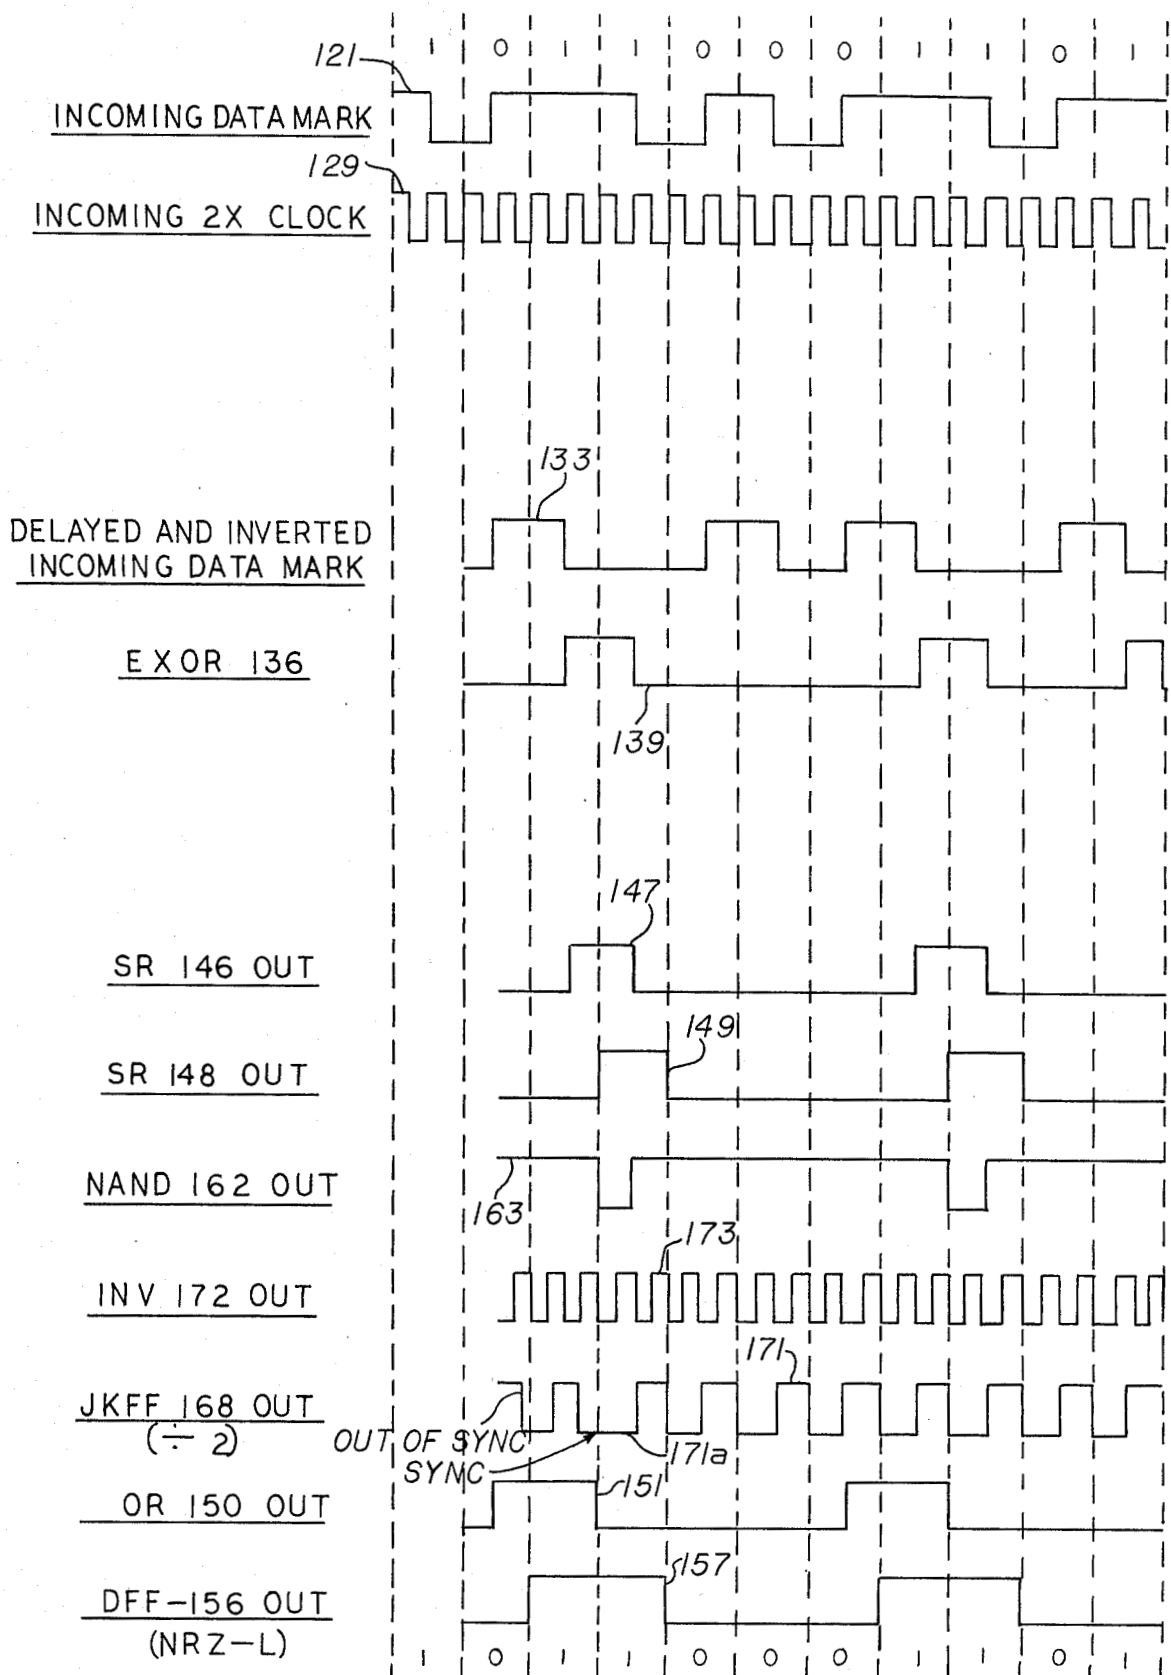 1 0 1 1 0 0 0 1 1 0 1
121
INCOMING DATA MARK
129
INCOMING 2X CLOCK
133
DELAYED AND INVERTED
INCOMING DATA MARK
EXOR 136
139
147
SR 146 OUT
149
SR 148 OUT
NAND 162 OUT
163
173
INV 172 OUT
171
JKFF 168 OUT
(÷ 2)
OUT OF SYNC
SYNC
171a
151
OR 150 OUT
157
DFF-156 OUT
(NRZ-L)
1 0 1 1 0 0 0 1 1 0 1